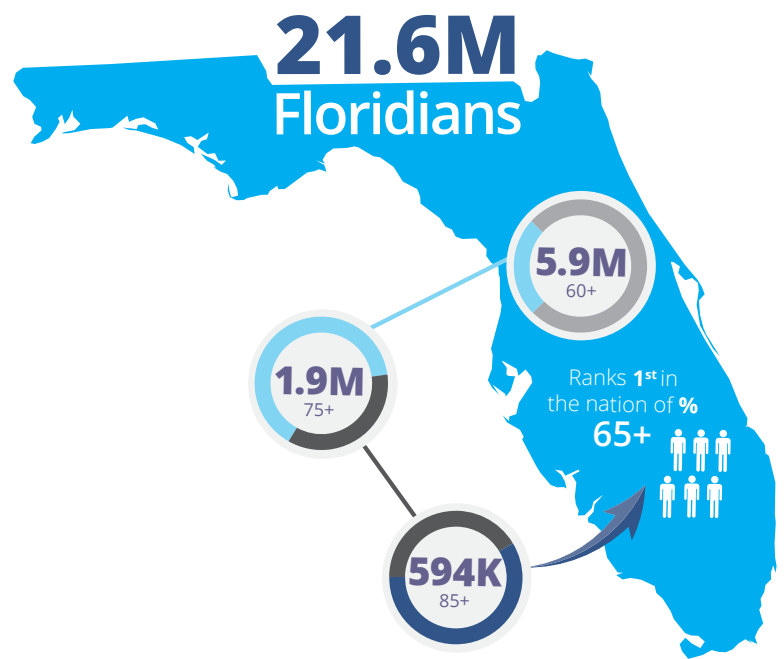 21.6M
Floridians
5.9M
60+
1.9M
75+
Ranks 1st in
the nation of %
65+
594K
85+